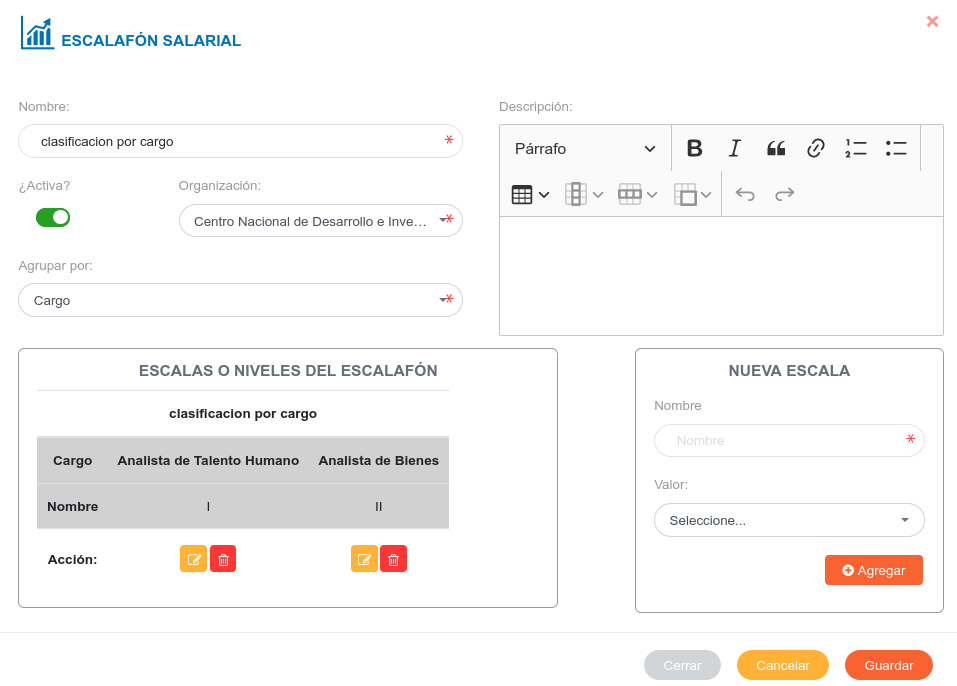 ESCALAFÓN SALARIAL
Nombre:
clasificacion por cargo *
¿Activa?
Organización:
Centro Nacional de Desarrollo e Inve... *
Agrupar por:
Cargo *
Descripción:
Párrafo
ESCALAS O NIVELES DEL ESCALAFÓN
clasificacion por cargo
Cargo Analista de Talento Humano Analista de Bienes
Nombre I II
Acción:
NUEVA ESCALA
Nombre
Nombre *
Valor:
Seleccione...
Agregar
Cerrar Cancelar Guardar